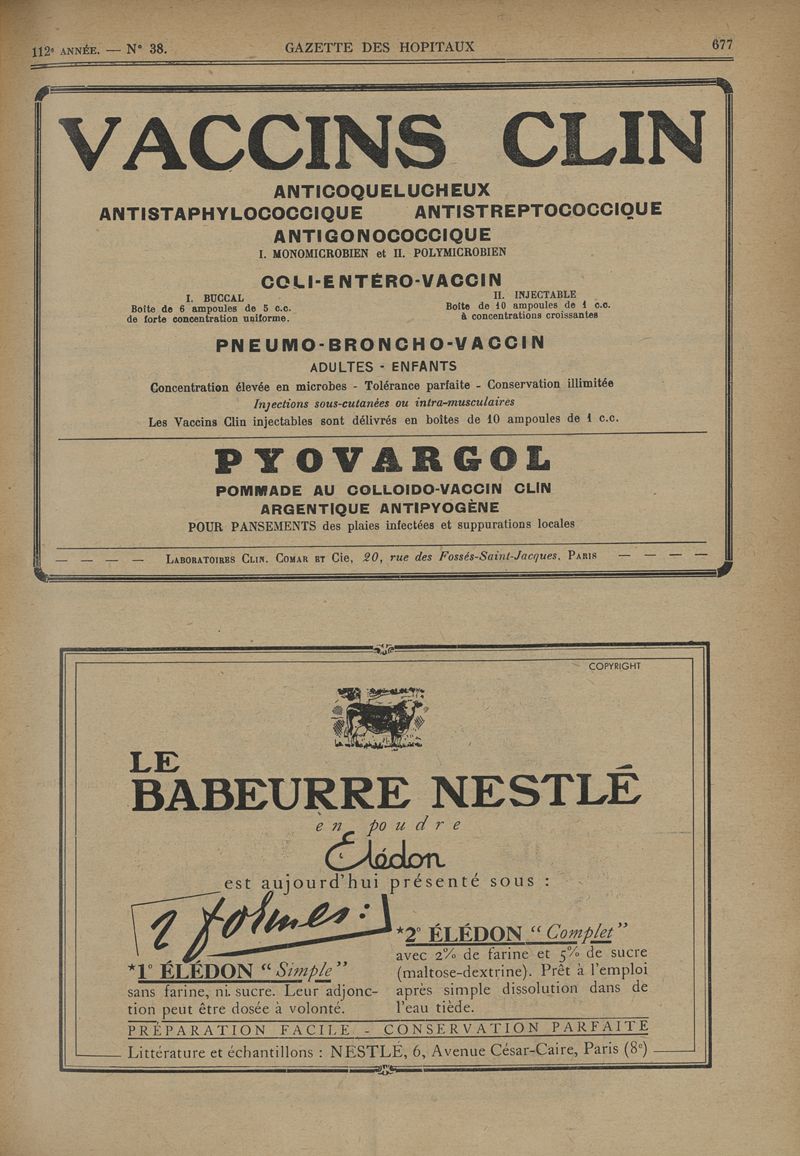 112e ANNÉE. — N° 38.
GAZETTE DES HOPITAUX
677
VACCINS CLIN
ANTICOQUELUCHEUX
ANTISTAPHYLOCOCCIQUE ANTISTREPTOCOCCIQUE
ANTIGONOCOCCIQUE
I. MONOMICROBIEN et II. POLYMICROBIEN
COLI-ENTÉRO-VACCIN
I. BUCCAL
Boîte de 6 ampoules de 5 c.c.
de forte concentration uniforme.
II. INJECTABLE
Boîte de 10 ampoules de 1 c.c.
à concentrations croissantes
PNEUMO-BRONCHO-VACCIN
ADULTES - ENFANTS
Concentration élevée en microbes - Tolérance parfaite - Conservation illimitée
Injections sous-cutanées ou intra-musculaires
Les Vaccins Clin injectables sont délivrés en boîtes de 10 ampoules de 1 c.c.
PYOVARGOL
POMMADE AU COLLOIDO-VACCIN CLIN
ARGENTIQUE ANTIPYOGÈNE
POUR PANSEMENTS des plaies infectées et suppurations locales
— — — — LABORATOIRES CLIN. COMAR ET Cie, 20, rue des Fossés-Saint-Jacques, PARIS — — — —
COPYRIGHT
LE
BABEURRE NESTLÉ
en poudre
Élédon
est aujourd'hui présenté sous :
2 formes :
*1° ÉLÉDON “Simple”
sans farine, ni sucre. Leur adjonc-
tion peut être dosée à volonté.
*2° ÉLÉDON “Complet”
avec 2% de farine et 5% de sucre
(maltose-dextrine). Prêt à l'emploi
après simple dissolution dans de
l'eau tiède.
PRÉPARATION FACILE - CONSERVATION PARFAITE
Littérature et échantillons : NESTLÉ, 6, Avenue César-Caire, Paris (8e)